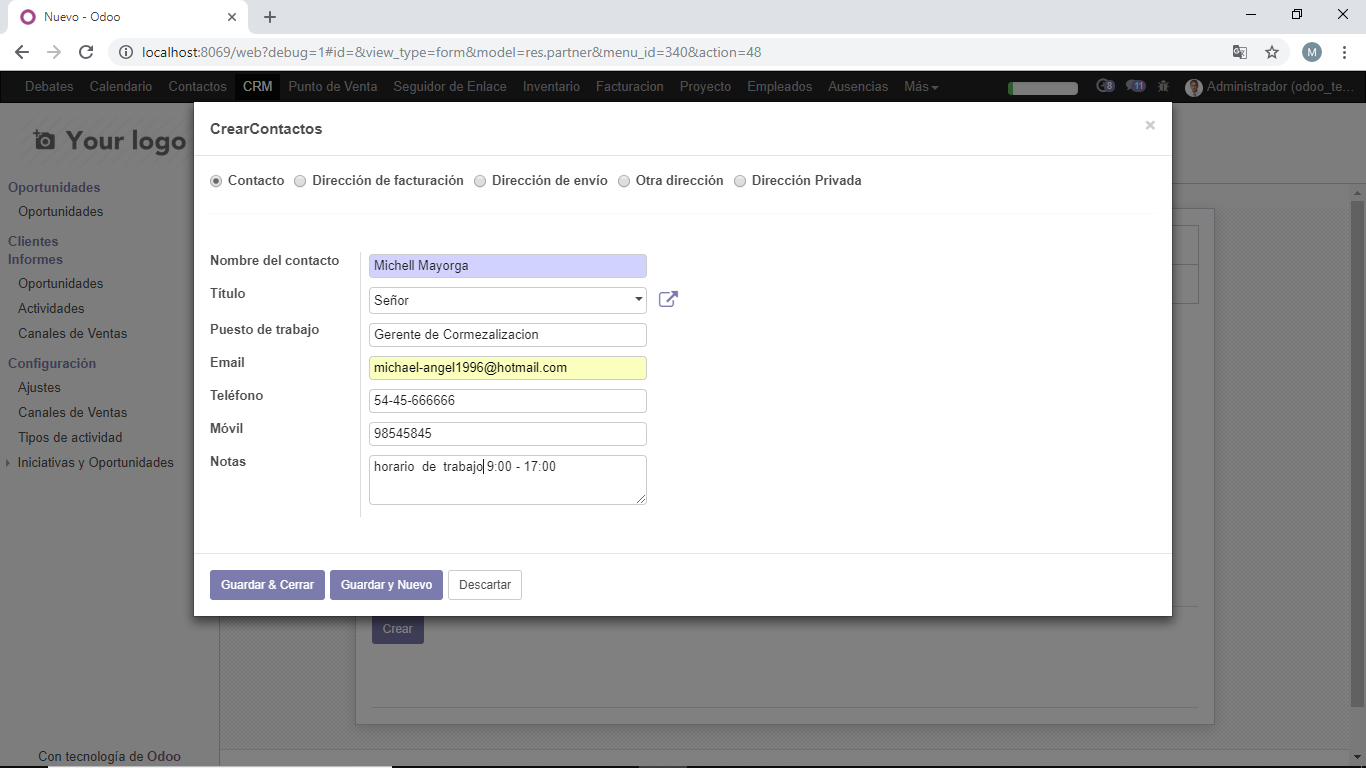 Nuevo - Odoo
localhost:8069/web?debug=1#id=&view_type=form&model=res.partner&menu_id=340&action=48
M
Debates Calendario Contactos CRM Punto de Venta Seguidor de Enlace Inventario Facturacion Proyecto Empleados Ausencias Más 8 11 Administrador (odoo_te...
Your logo
Oportunidades
Oportunidades
Clientes
Informes
Oportunidades
Actividades
Canales de Ventas
Configuración
Ajustes
Canales de Ventas
Tipos de actividad
Iniciativas y Oportunidades
Con tecnología de Odoo
CrearContactos ×
Contacto Dirección de facturación Dirección de envío Otra dirección Dirección Privada
Nombre del contacto Michell Mayorga
Título Señor
Puesto de trabajo Gerente de Cormezalizacion
Email michael-angel1996@hotmail.com
Teléfono 54-45-666666
Móvil 98545845
Notas horario de trabajo 9:00 - 17:00
Guardar & Cerrar Guardar y Nuevo Descartar
Crear